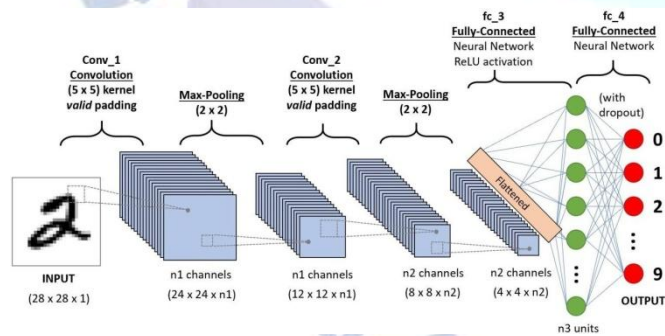 fc_3
Fully-Connected
Neural Network
ReLU activation
fc_4
Fully-Connected
Neural Network
Conv_1
Convolution
(5 x 5) kernel
valid padding
Max-Pooling
(2 x 2)
Conv_2
Convolution
(5 x 5) kernel
valid padding
Max-Pooling
(2 x 2)
(with
dropout)
Flattened
0
1
2
9
2
INPUT
(28 x 28 x 1)
n1 channels
(24 x 24 x n1)
n1 channels
(12 x 12 x n1)
n2 channels
(8 x 8 x n2)
n2 channels
(4 x 4 x n2)
n3 units
OUTPUT